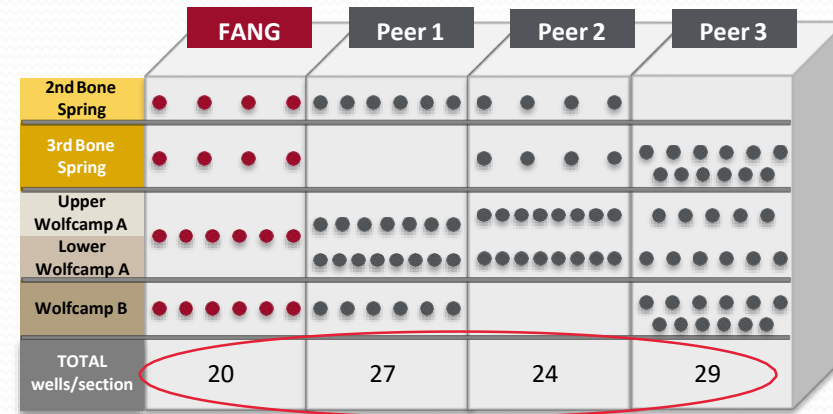 FANG Peer 1 Peer 2 Peer 3
2nd Bone
Spring
3rd Bone
Spring
Upper
Wolfcamp A
Lower
Wolfcamp A
Wolfcamp B
TOTAL
wells/section
20 27 24 29